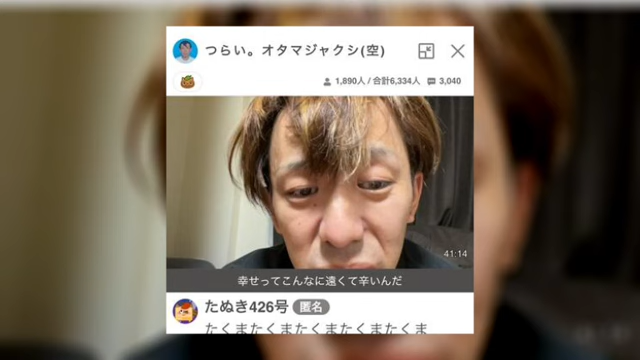 つらい。オタマジャクシ(空)
1,890人 / 合計6,334人 3,040
41:14
幸せってこんなに遠くて辛いんだ
たぬき426号 匿名
たくまたくまたくまたくまたくま